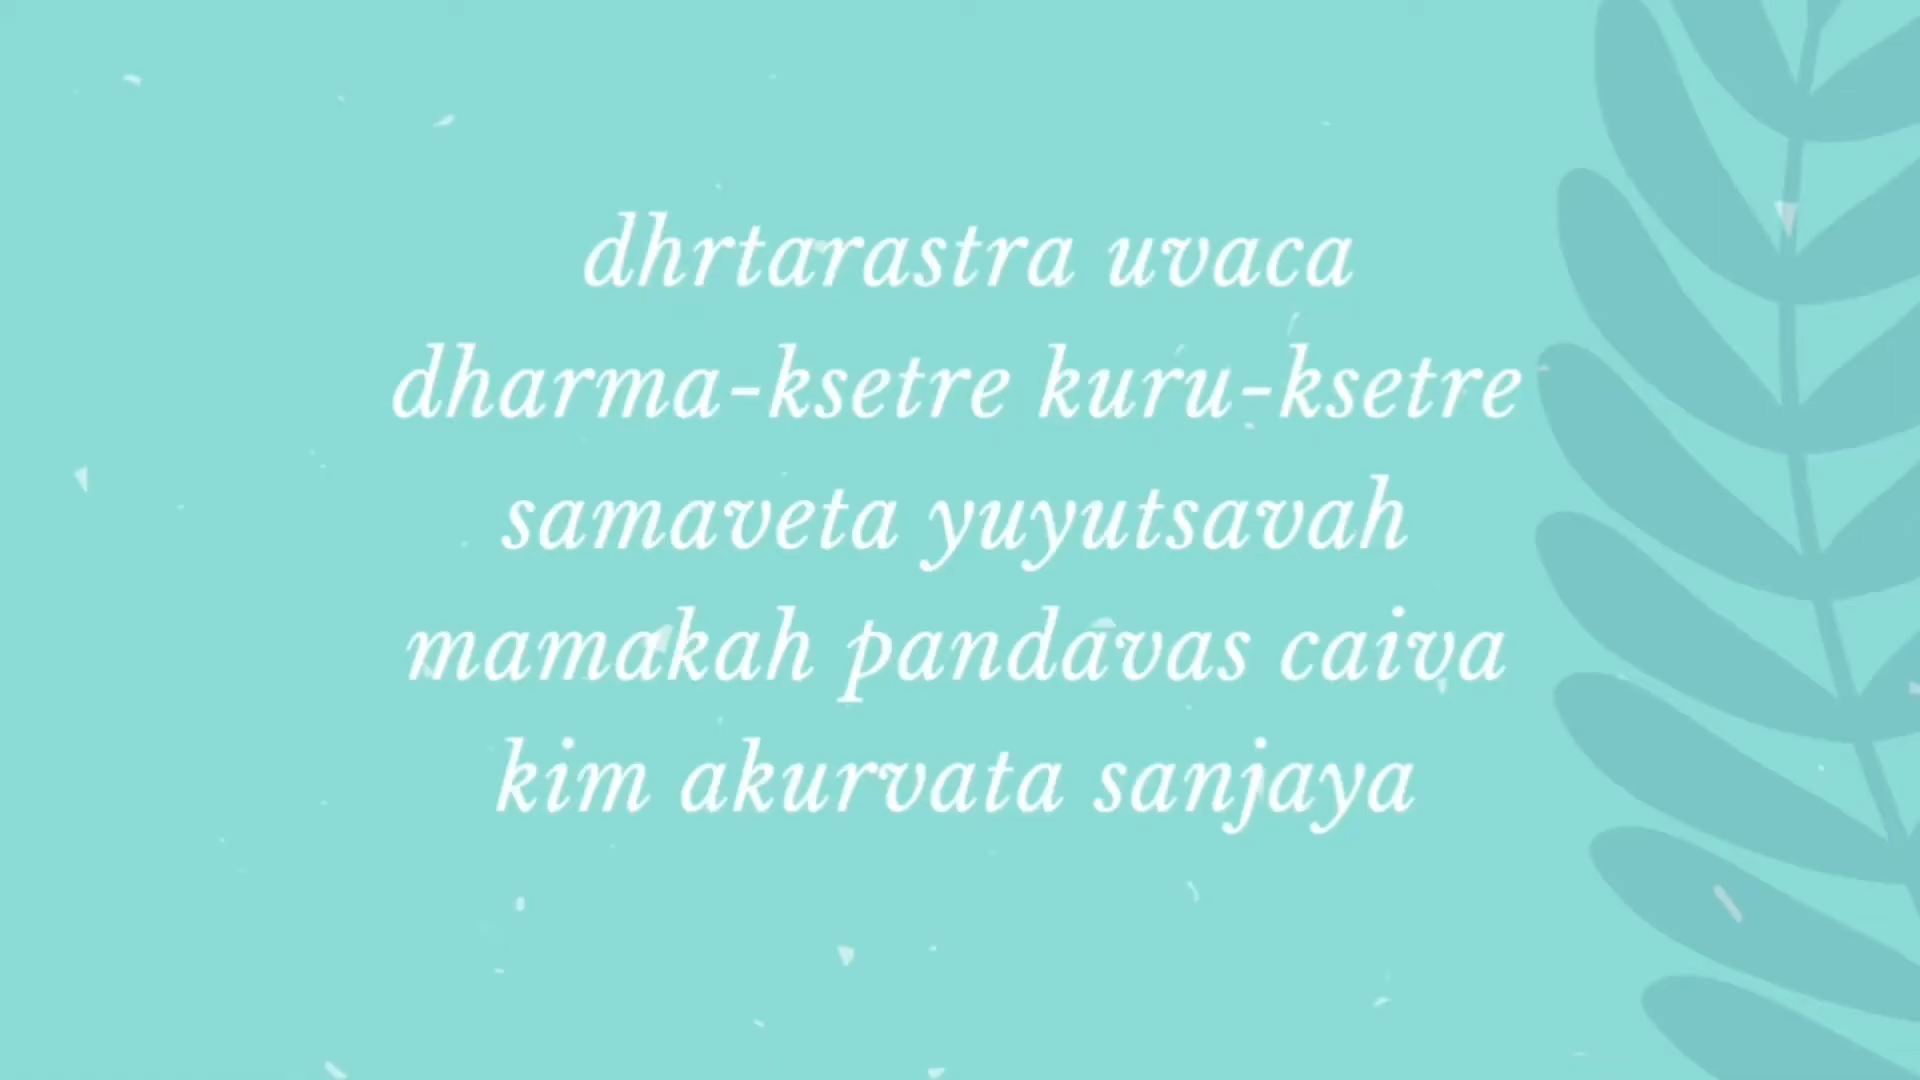 dhrtarastra uvaca
dharma-ksetre kuru-ksetre
samaveta yuyutsavah
mamakah pandavas caiva
kim akurvata sanjaya